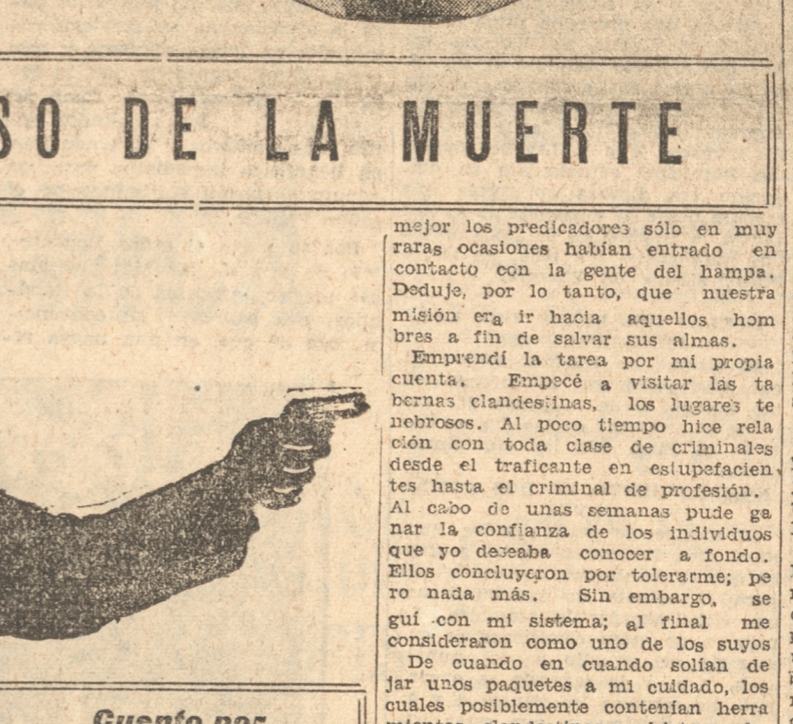 SO DE LA MUERTE
mejor los predicadores sólo en muy
raras ocasiones habían entrado en
contacto con la gente del hampa.
Deduje, por lo tanto, que nuestra
misión era ir hacia aquellos hom
bres a fin de salvar sus almas.
Emprendí la tarea por mi propia
cuenta. Empecé a visitar las ta
bernas clandestinas, los lugares te
nebrosos. Al poco tiempo hice rela
ción con toda clase de criminales
desde el traficante en estupefacien
tes hasta el criminal de profesión.
Al cabo de unas semanas pude ga
nar la confianza de los individuos
que yo deseaba conocer a fondo.
Ellos concluyeron por tolerarme; pe
ro nada más. Sin embargo, se
guí con mi sistema; al final me
consideraron como uno de los suyos
De cuando en cuando solían de
jar unos paquetes a mi cuidado, los
cuales posiblemente contenían herra
Cuento por